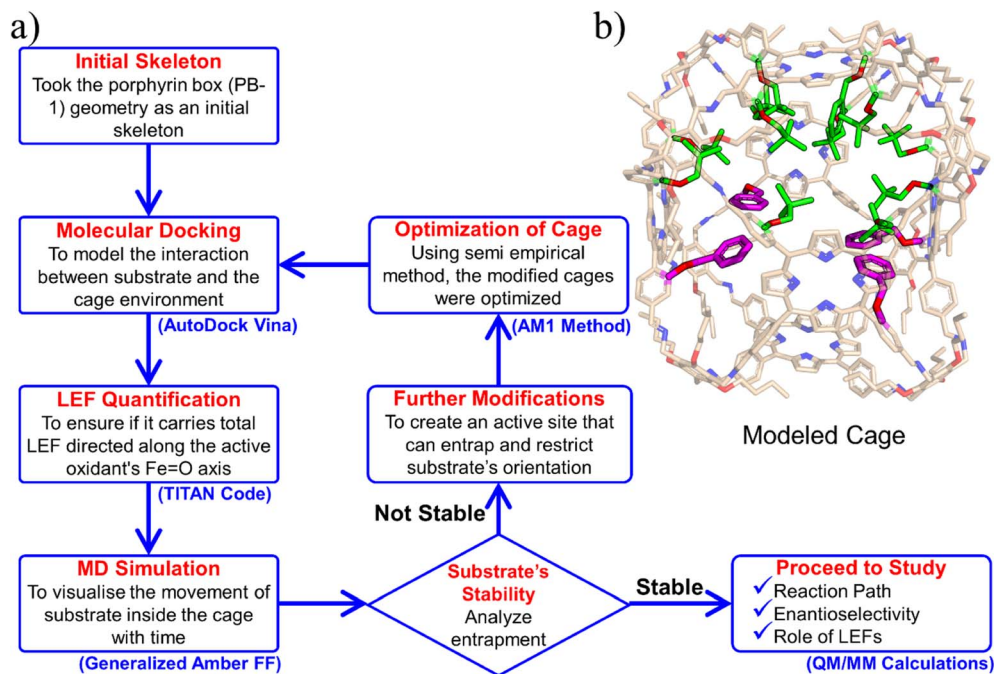 a)
Initial Skeleton
Took the porphyrin box (PB-
1) geometry as an initial
skeleton
Molecular Docking
To model the interaction
between substrate and the
cage environment
(AutoDock Vina)
LEF Quantification
To ensure if it carries total
LEF directed along the active
oxidant's Fe=O axis
(TITAN Code)
MD Simulation
To visualise the movement of
substrate inside the cage
with time
(Generalized Amber FF)
Optimization of Cage
Using semi empirical
method, the modified cages
were optimized
(AM1 Method)
Further Modifications
To create an active site that
can entrap and restrict
substrate's orientation
Not Stable
Substrate's
Stability
Analyze
entrapment
Stable
Proceed to Study
✓Reaction Path
✓Enantioselectivity
✓Role of LEFs
(QM/MM Calculations)
b)
Modeled Cage